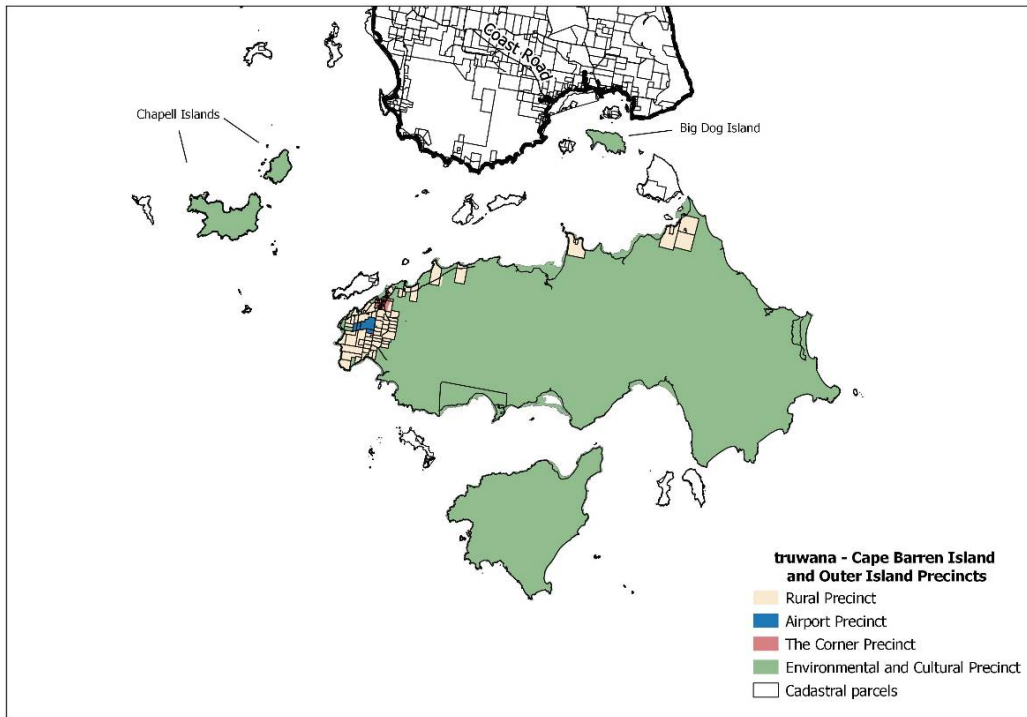 Coast Road
Chapell Islands
Big Dog Island
truwana - Cape Barren Island
and Outer Island Precincts
Rural Precinct
Airport Precinct
The Corner Precinct
Environmental and Cultural Precinct
Cadastral parcels